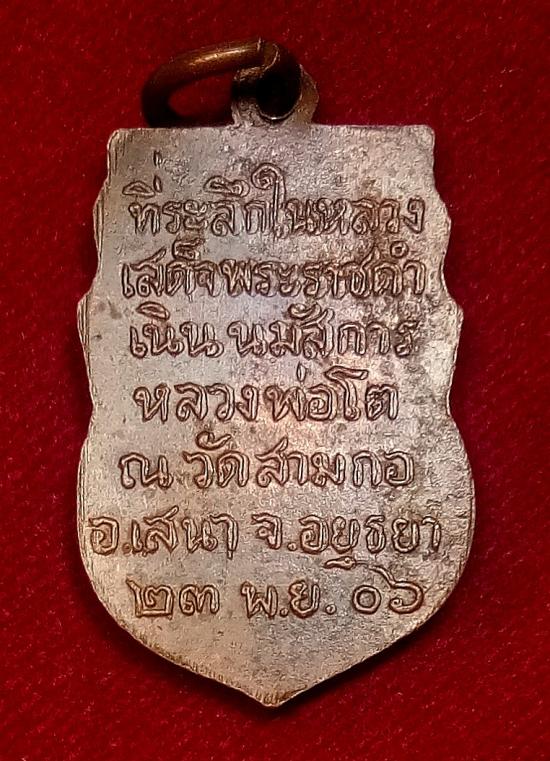 ที่ระลึกในหลวง
เสด็จพระราชดำ
เนิน นมัสการ
หลวงพ่อโต
ณ วัดสามกอ
อ.เสนา จ.อยุธยา
๒๓ พ.ย. ๐๖